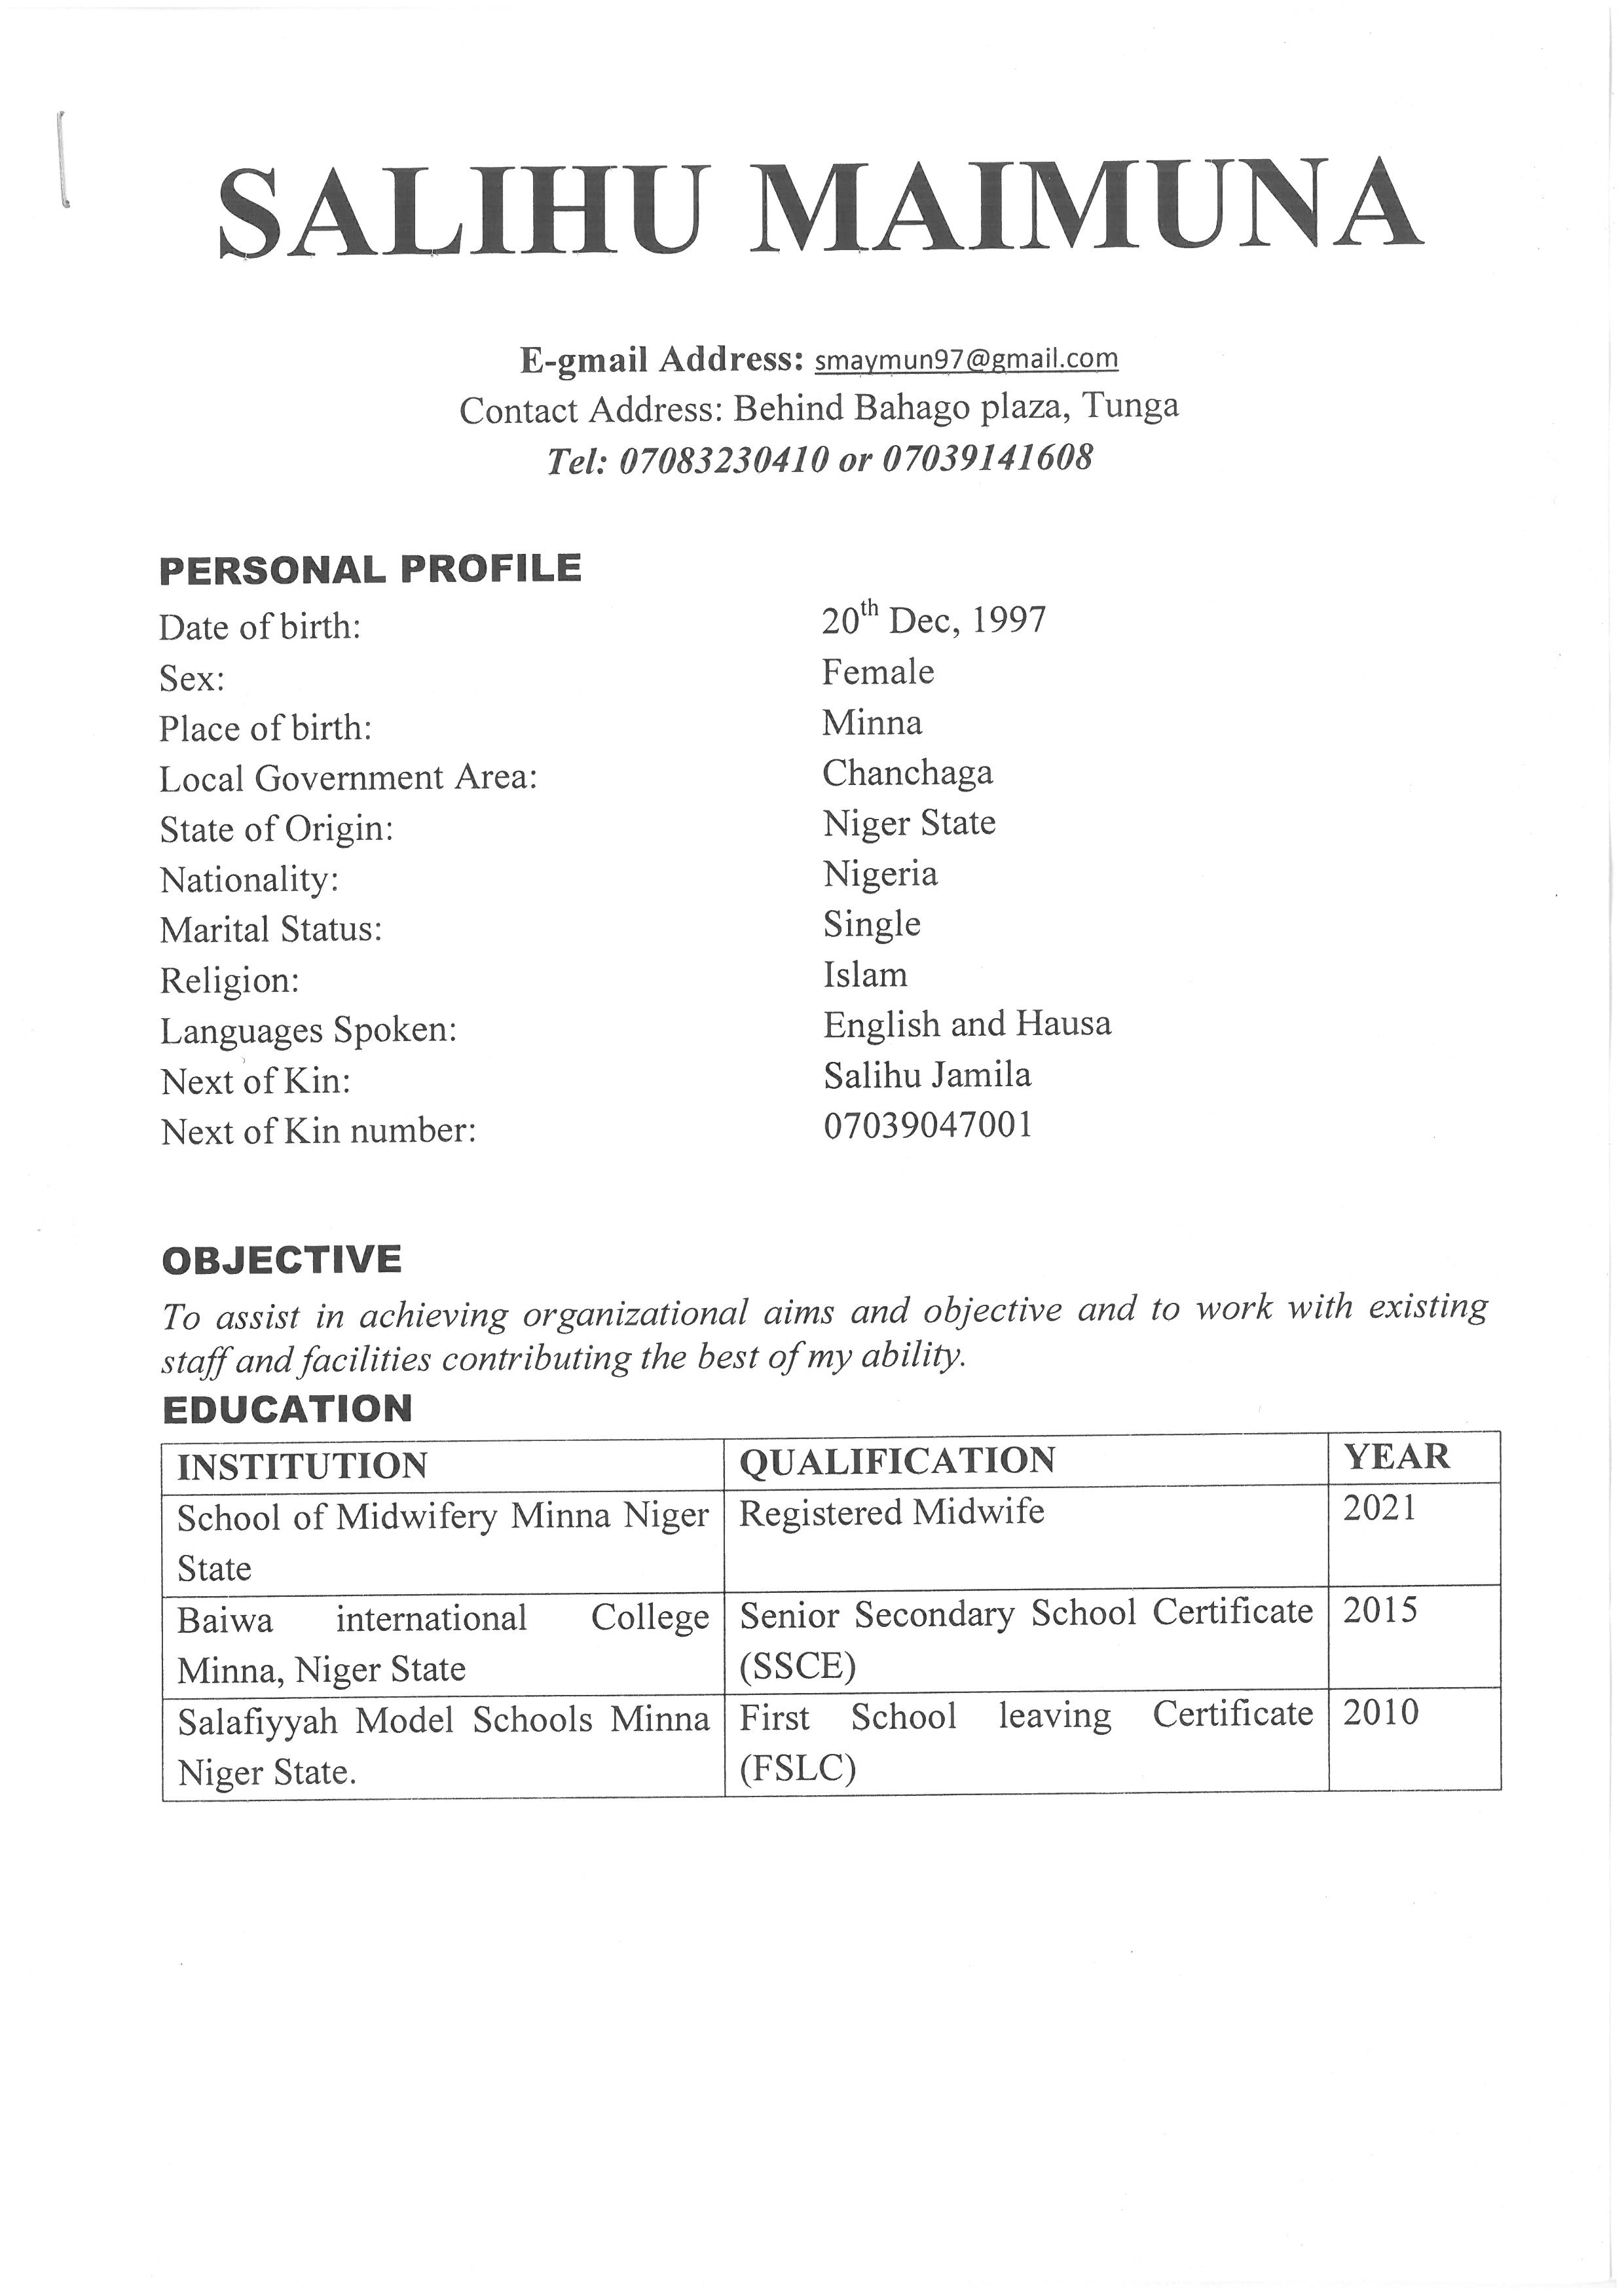 SALIHU MAIMUNA
E-gmail Address: smaymun97@gmail.com
Contact Address: Behind Bahago plaza, Tunga
Tel: 07083230410 or 07039141608
PERSONAL PROFILE
Date of birth: 20th Dec, 1997
Sex: Female
Place of birth: Minna
Local Government Area: Chanchaga
State of Origin: Niger State
Nationality: Nigeria
Marital Status: Single
Religion: Islam
Languages Spoken: English and Hausa
Next of Kin: Salihu Jamila
Next of Kin number: 07039047001
OBJECTIVE
To assist in achieving organizational aims and objective and to work with existing
staff and facilities contributing the best of my ability.
EDUCATION
INSTITUTION QUALIFICATION YEAR
School of Midwifery Minna Niger Registered Midwife 2021
State
Baiwa international College Senior Secondary School Certificate 2015
Minna, Niger State (SSCE)
Salafiyyah Model Schools Minna First School leaving Certificate 2010
Niger State. (FSLC)